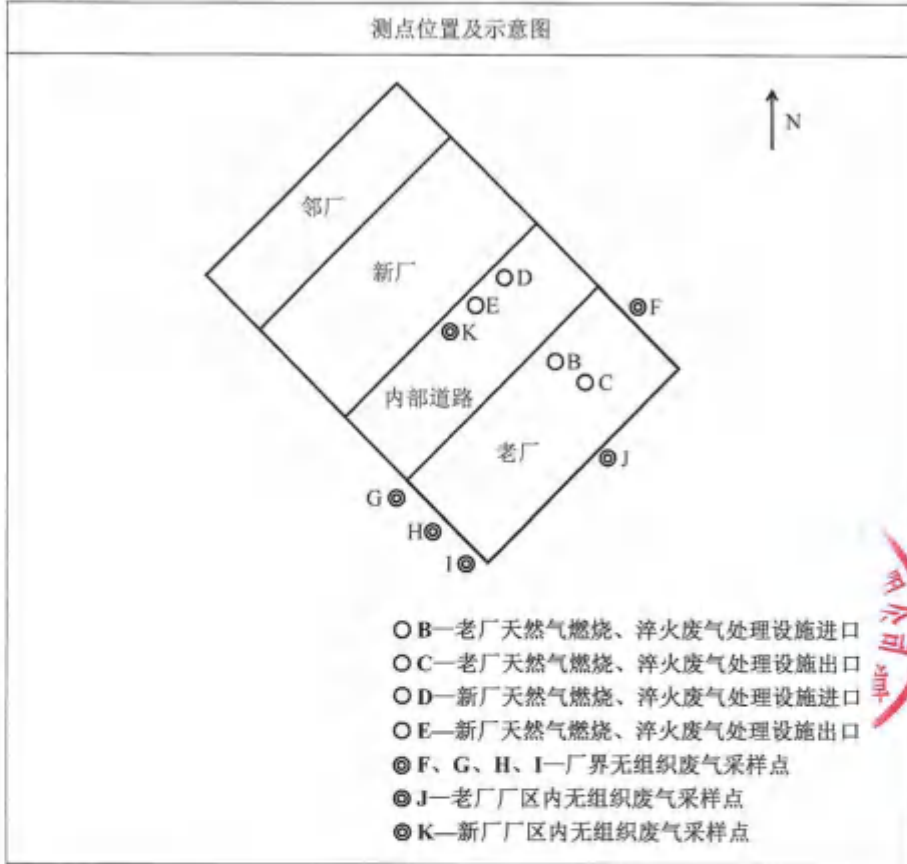 测点位置及示意图
N
邻厂
新厂
D
E
F
K
B
C
内部道路
老厂
J
G
H
I
B—老厂天然气燃烧、淬火废气处理设施进口
C—老厂天然气燃烧、淬火废气处理设施出口
D—新厂天然气燃烧、淬火废气处理设施进口
E—新厂天然气燃烧、淬火废气处理设施出口
F、G、H、I—厂界无组织废气采样点
J—老厂厂区内无组织废气采样点
K—新厂厂区内无组织废气采样点